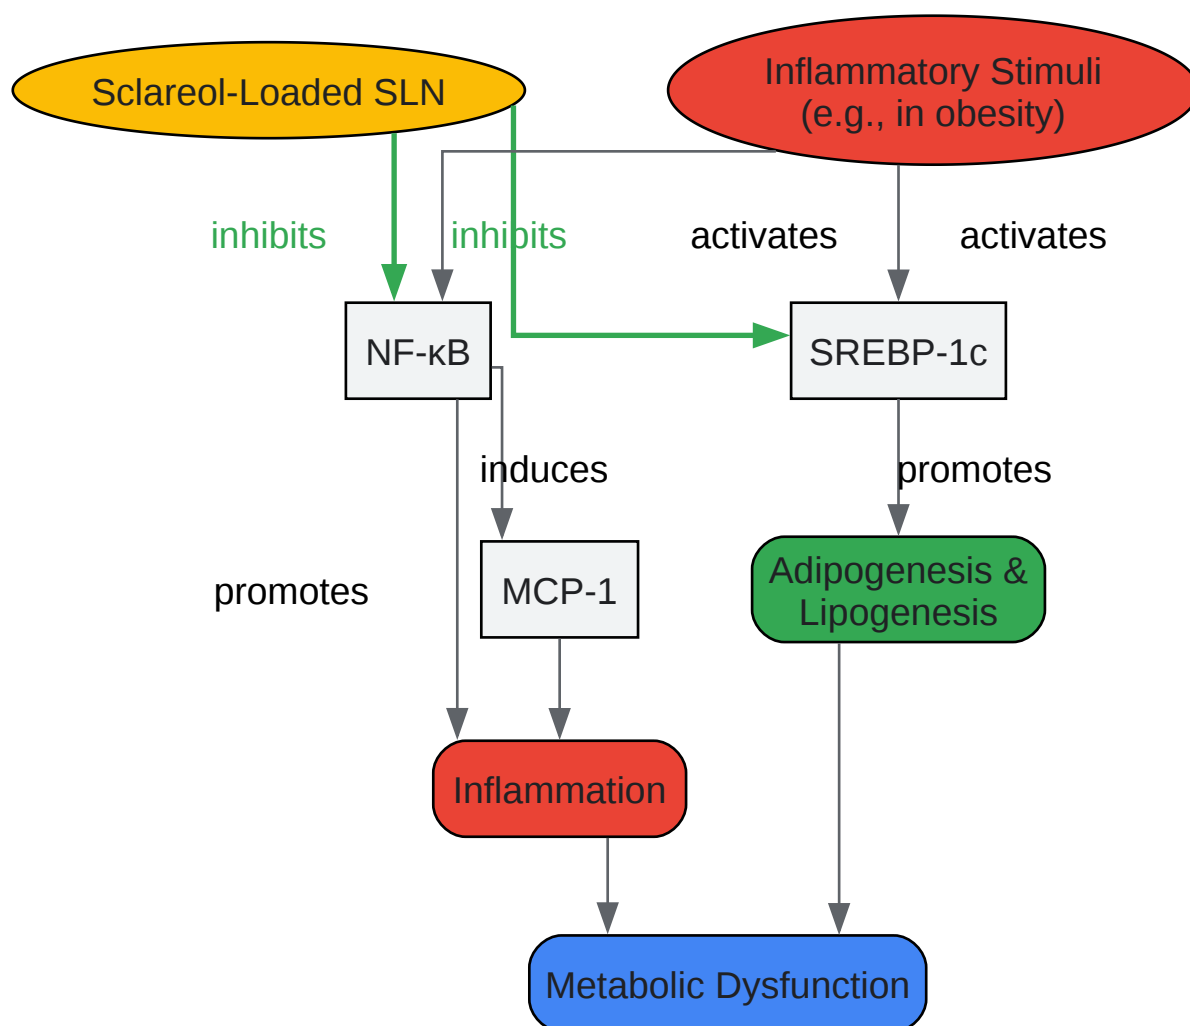 Sclareol-Loaded SLN
Inflammatory Stimuli
(e.g., in obesity)
inhibits
inhibits
activates
activates
NF-κB
SREBP-1c
induces
promotes
promotes
MCP-1
Adipogenesis &
Lipogenesis
Inflammation
Metabolic Dysfunction